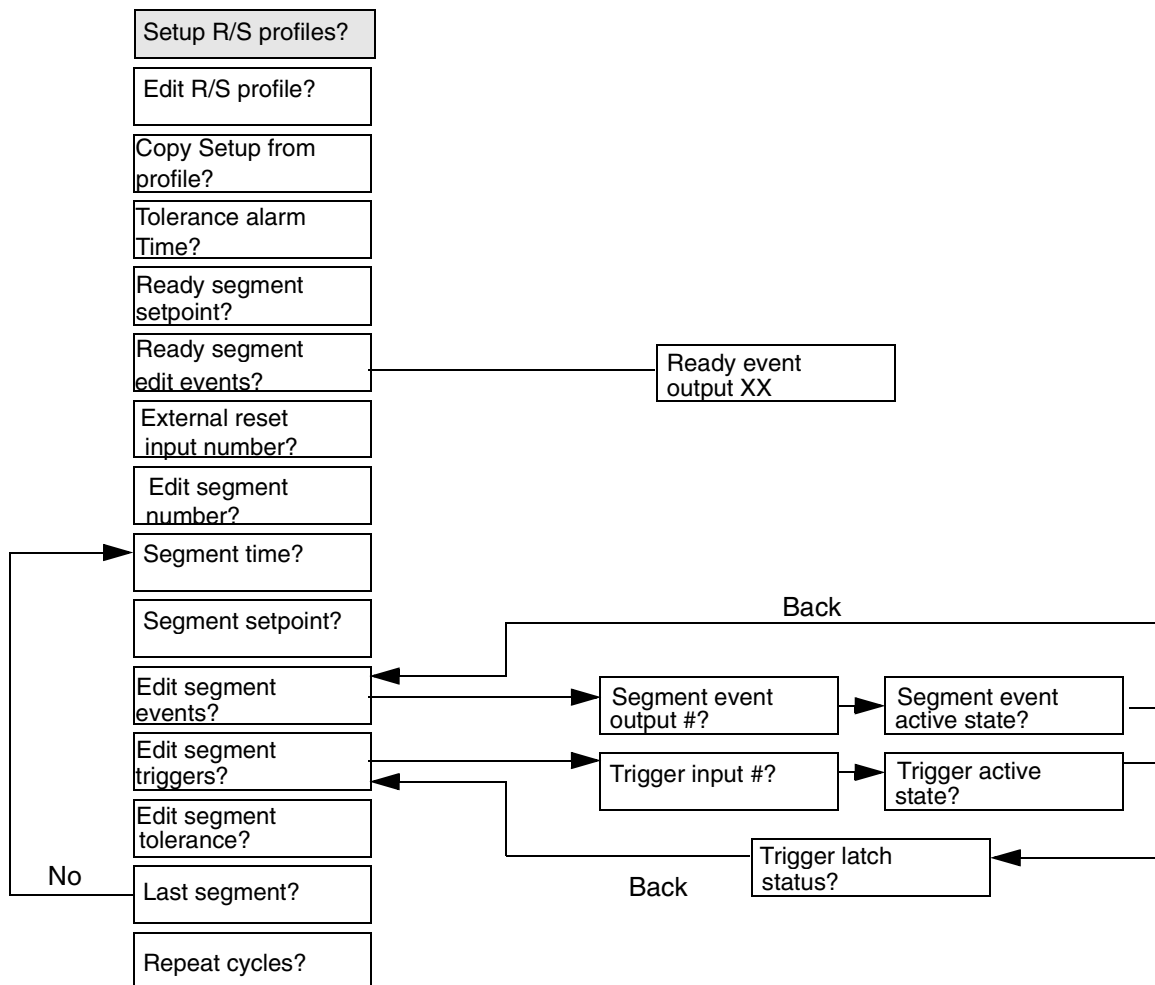 Setup R/S profiles?
Edit R/S profile?
Copy Setup from
profile?
Tolerance alarm
Time?
Ready segment
setpoint?
Ready segment
edit events?
Ready event
output XX
External reset
input number?
Edit segment
number?
Segment time?
Segment setpoint?
Back
Edit segment
events?
Segment event
output #?
Segment event
active state?
Edit segment
triggers?
Trigger input #?
Trigger active
state?
Edit segment
tolerance?
Trigger latch
status?
Back
No
Last segment?
Repeat cycles?